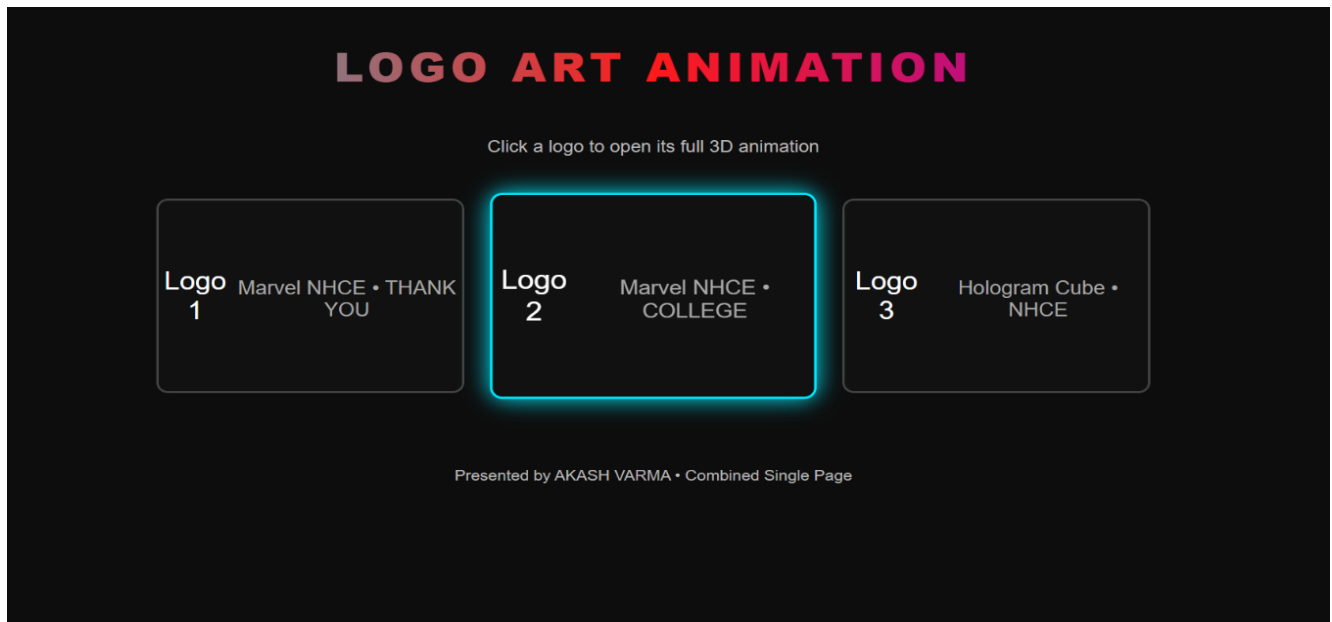 LOGO ART ANIMATION
Click a logo to open its full 3D animation
Logo
1
Marvel NHCE • THANK
YOU
Logo
2
Marvel NHCE •
COLLEGE
Logo
3
Hologram Cube •
NHCE
Presented by AKASH VARMA • Combined Single Page